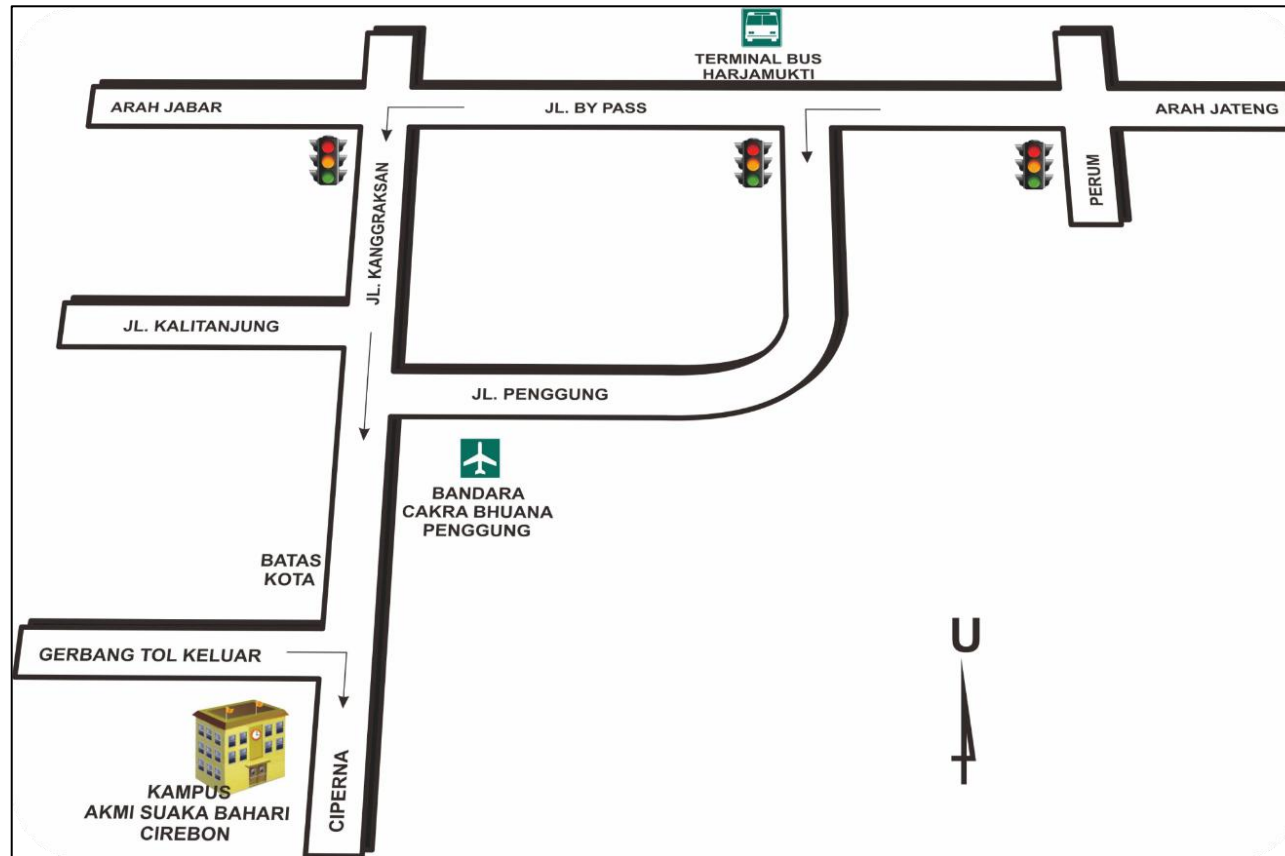 TERMINAL BUS
HARJAMUKTI
ARAH JABAR
JL. BY PASS
ARAH JATENG
PERUM
JL. KANGGRAKSAN
JL. KALITANJUNG
JL. PENGGUNG
BANDARA
CAKRA BHUANA
PENGGUNG
BATAS
KOTA
U
GERBANG TOL KELUAR
CIPERNA
KAMPUS
AKMI SUAKA BAHARI
CIREBON